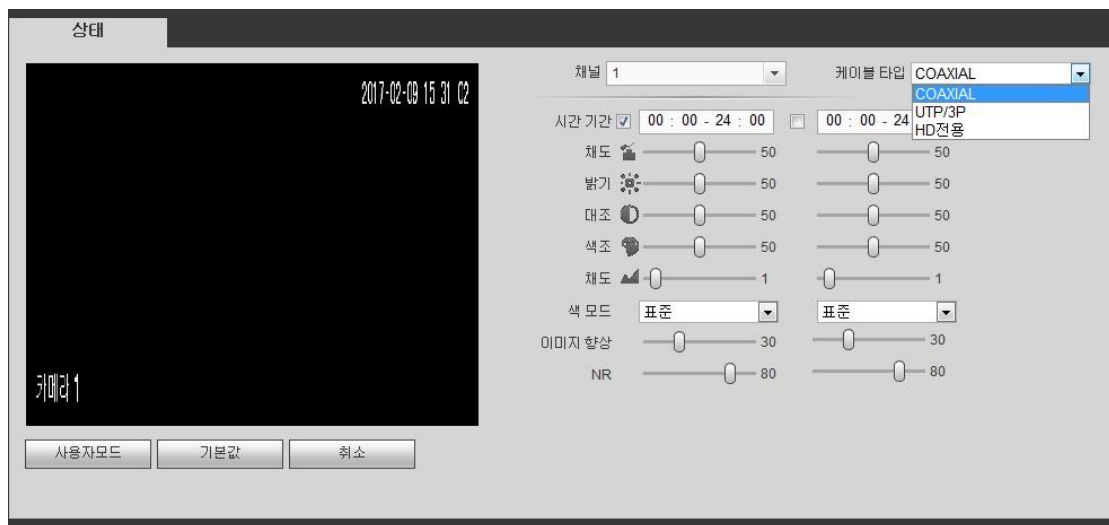 상태
2017-02-09 15 31 02
카메라 1
채널 1 케이블 타입 COAXIAL
COAXIAL
UTP/3P
HD전용
시간 기간 00 : 00 - 24 : 00 00 : 00 - 24
채도 50 50
밝기 50 50
대조 50 50
색조 50 50
채도 1 1
색 모드 표준 표준
이미지 향상 30 30
NR 80 80
사용자모드 기본값 취소